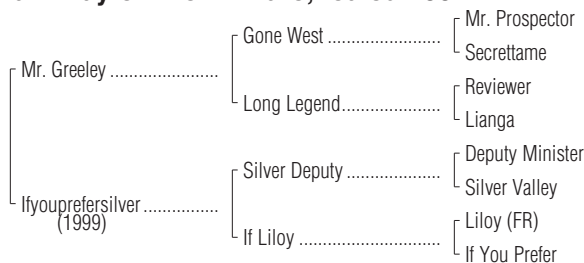 Mr. Prospector
Gone West ........................
Secrettame
Mr. Greeley ........................
Reviewer
Long Legend......................
Lianga
Deputy Minister
Silver Deputy ......................
Silver Valley
Ifyouprefersilver ................
(1999)
Liloy (FR)
If Liloy ................................
If You Prefer